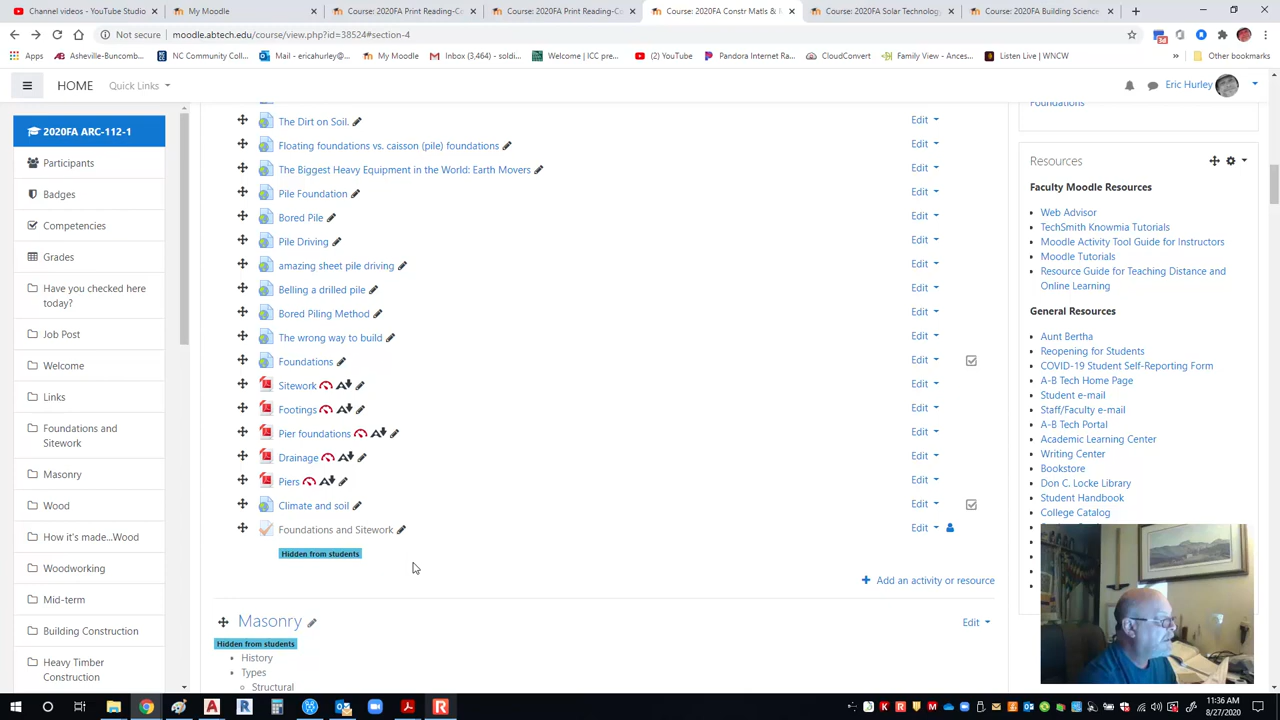 Channel videos - YouTube
My Moodle
Course: 2020FA Print Reading-Co
Course: 2020FA Print Reading-Co
Course: 2020FA Constr Matls & M
Course: 2020FA Solar Technology
Not secure
moodle.abtech.edu/course/view.php?id=38524#section-4
Apps
Asheville-Buncomb...
NC Community Coll...
Mail - ericahurley@...
My Moodle
Inbox (3,464) - soldi...
Welcome | ICC pre...
(2) YouTube
Pandora Internet Ra...
CloudConvert
Family View - Ances...
Listen Live | WNCW
Other bookmarks
HOME
Quick Links
Eric Hurley
2020FA ARC-112-1
Participants
Badges
Competencies
Grades
Have you checked here
today?
Job Post
Welcome
Links
Foundations and
Sitework
Masonry
Wood
How it's made...Wood
Woodworking
Mid-term
Building Construction
Heavy Timber
Construction
The Dirt on Soil. Edit
Floating foundations vs. caisson (pile) foundations Edit
The Biggest Heavy Equipment in the World: Earth Movers Edit
Pile Foundation Edit
Bored Pile Edit
Pile Driving Edit
amazing sheet pile driving Edit
Belling a drilled pile Edit
Bored Piling Method Edit
The wrong way to build Edit
Foundations Edit
Sitework Edit
Footings Edit
Pier foundations Edit
Drainage Edit
Piers Edit
Climate and soil Edit
Foundations and Sitework Edit
Hidden from students
Add an activity or resource
Masonry Edit
Hidden from students
History
Types
Structural
Foundations
Resources
Faculty Moodle Resources
Web Advisor
TechSmith Knowmia Tutorials
Moodle Activity Tool Guide for Instructors
Moodle Tutorials
Resource Guide for Teaching Distance and
Online Learning
General Resources
Aunt Bertha
Reopening for Students
COVID-19 Student Self-Reporting Form
A-B Tech Home Page
Student e-mail
Staff/Faculty e-mail
A-B Tech Portal
Academic Learning Center
Writing Center
Bookstore
Don C. Locke Library
Student Handbook
College Catalog
11:36 AM
8/27/2020